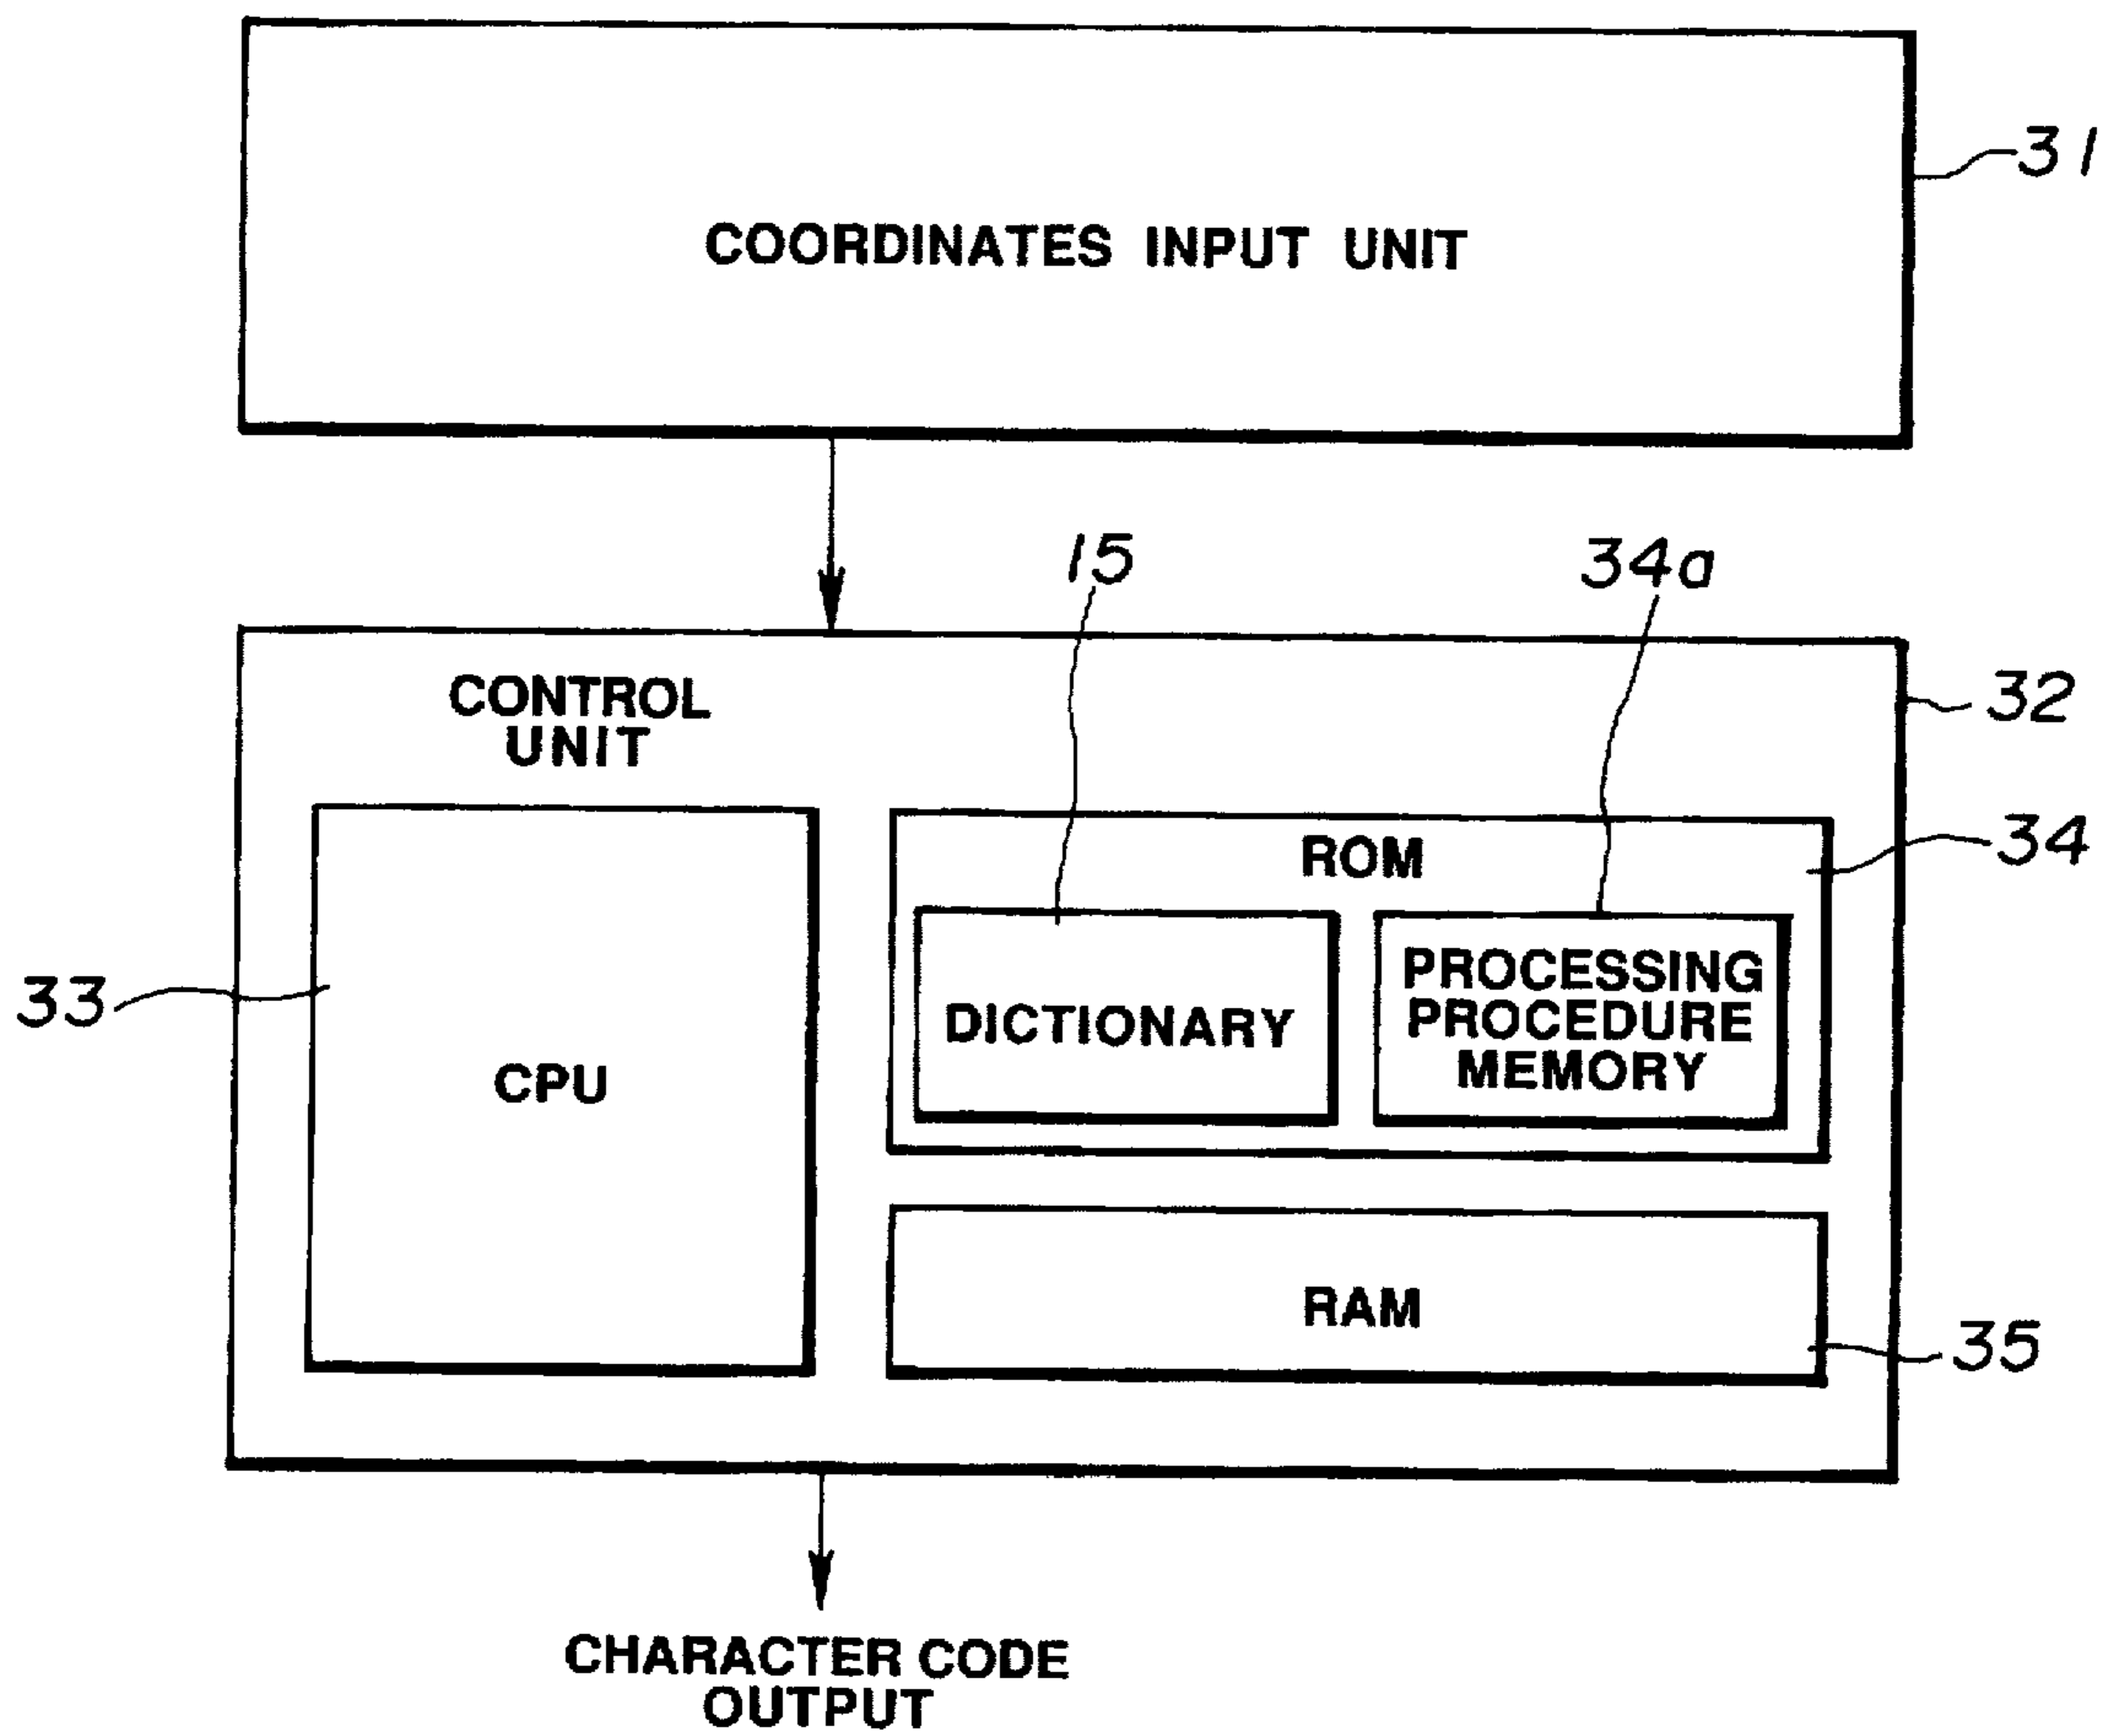 COORDINATES INPUT UNIT
31
15
34a
CONTROL
UNIT
32
ROM
34
33
CPU
DICTIONARY
PROCESSING
PROCEDURE
MEMORY
RAM
35
CHARACTER CODE
OUTPUT